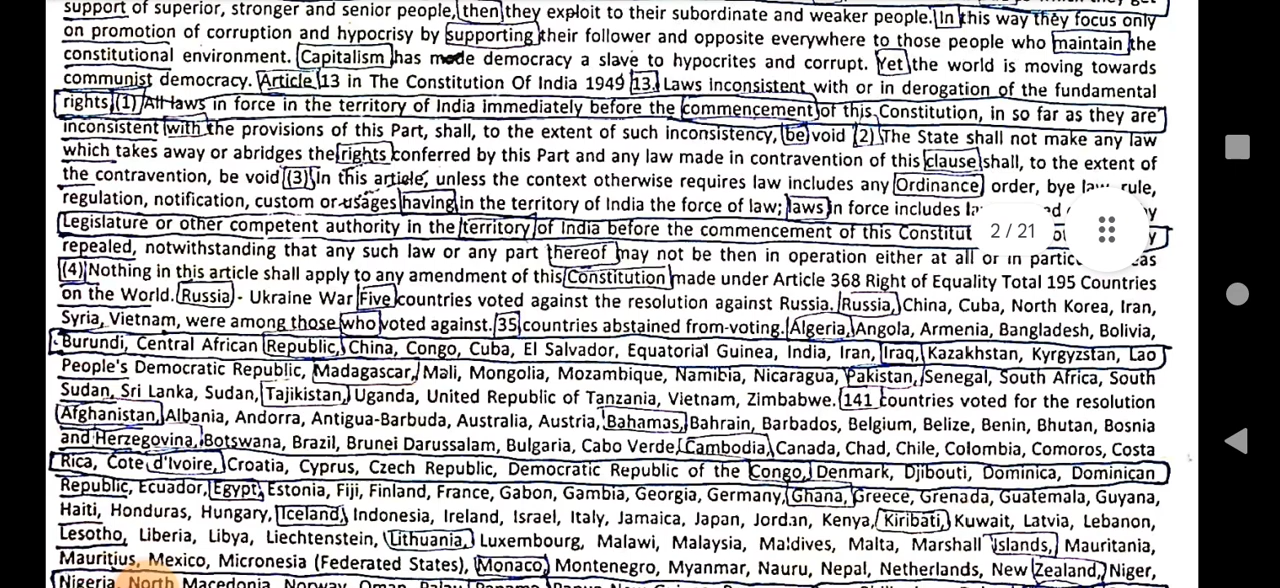 support of superior, stronger and senior people, then they exploit to their subordinate and weaker people. In this way they focus only
on promotion of corruption and hypocrisy by supporting their follower and opposite everywhere to those people who maintain the
constitutional environment. Capitalism has made democracy a slave to hypocrites and corrupt. Yet the world is moving towards
communist democracy. Article 13 in The Constitution Of India 1949 13. Laws inconsistent with or in derogation of the fundamental
rights (1) All laws in force in the territory of India immediately before the commencement of this Constitution, in so far as they are
inconsistent with the provisions of this Part, shall, to the extent of such inconsistency, be void (2) The State shall not make any law
which takes away or abridges the rights conferred by this Part and any law made in contravention of this clause shall, to the extent of
the contravention, be void (3) In this article, unless the context otherwise requires law includes any Ordinance order, bye law rule,
regulation, notification, custom or usages having in the territory of India the force of law; laws in force includes
Legislature or other competent authority in the territory of India before the commencement of this 2 / 21
repealed, notwithstanding that any such law or any part thereof may not be then in operation either at all or in
(4) Nothing in this article shall apply to any amendment of this Constitution made under Article 368 Right of Equality Total 195 Countries
on the World. Russia - Ukraine War Five countries voted against the resolution against Russia. Russia, China, Cuba, North Korea, Iran,
Syria, Vietnam, were among those who voted against. 35 countries abstained from voting. Algeria, Angola, Armenia, Bangladesh, Bolivia,
Burundi, Central African Republic, China, Congo, Cuba, El Salvador, Equatorial Guinea, India, Iran, Iraq, Kazakhstan, Kyrgyzstan, Lao
People's Democratic Republic, Madagascar, Mali, Mongolia, Mozambique, Namibia, Nicaragua, Pakistan, Senegal, South Africa, South
Sudan, Sri Lanka, Sudan, Tajikistan, Uganda, United Republic of Tanzania, Vietnam, Zimbabwe. 141 countries voted for the resolution
Afghanistan, Albania, Andorra, Antigua-Barbuda, Australia, Austria, Bahamas, Bahrain, Barbados, Belgium, Belize, Benin, Bhutan, Bosnia
and Herzegovina, Botswana, Brazil, Brunei Darussalam, Bulgaria, Cabo Verde, Cambodia, Canada, Chad, Chile, Colombia, Comoros, Costa
Rica, Cote d'Ivoire, Croatia, Cyprus, Czech Republic, Democratic Republic of the Congo, Denmark, Djibouti, Dominica, Dominican
Republic, Ecuador, Egypt, Estonia, Fiji, Finland, France, Gabon, Gambia, Georgia, Germany, Ghana, Greece, Grenada, Guatemala, Guyana,
Haiti, Honduras, Hungary, Iceland, Indonesia, Ireland, Israel, Italy, Jamaica, Japan, Jordan, Kenya, Kiribati, Kuwait, Latvia, Lebanon,
Lesotho, Liberia, Libya, Liechtenstein, Lithuania, Luxembourg, Malawi, Malaysia, Maldives, Malta, Marshall Islands, Mauritania,
Mauritius, Mexico, Micronesia (Federated States), Monaco, Montenegro, Myanmar, Nauru, Nepal, Netherlands, New Zealand, Niger,
Nigeria, North Macedonia, Norway, Oman, Palau